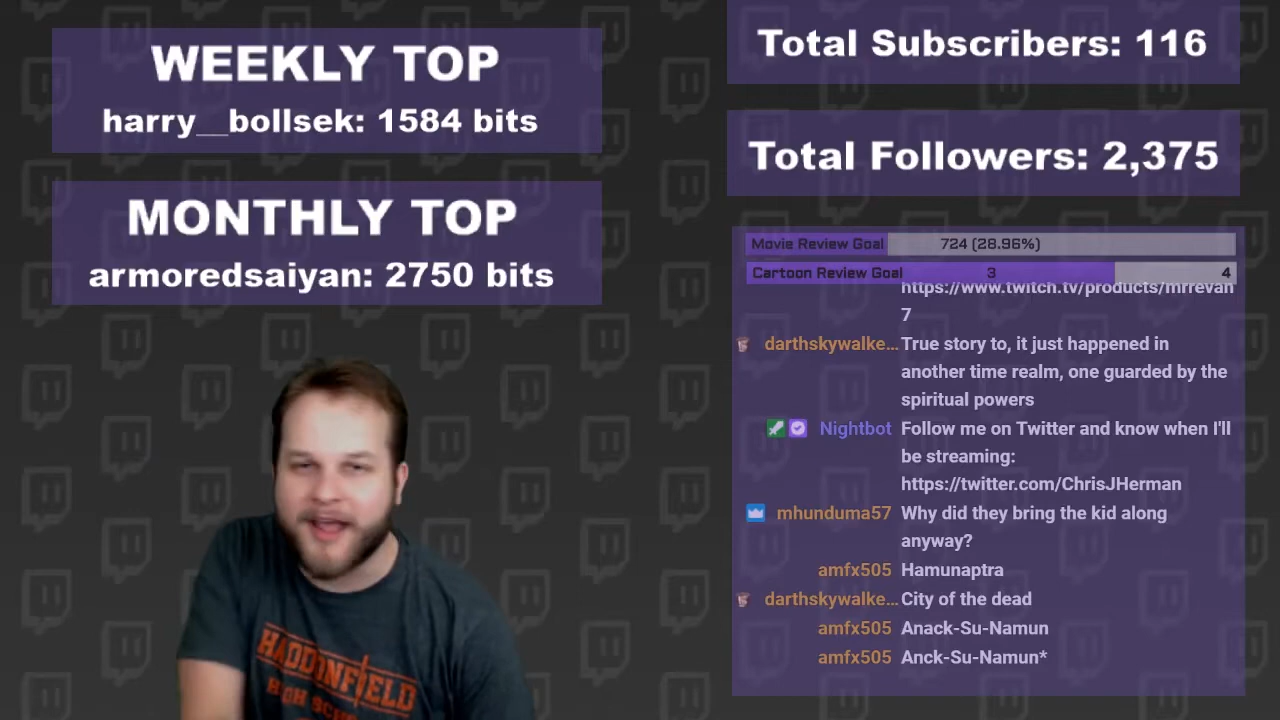 WEEKLY TOP
harry__bollsek: 1584 bits
MONTHLY TOP
armoredsaiyan: 2750 bits
Total Subscribers: 116
Total Followers: 2,375
Movie Review Goal 724 (28.96%)
Cartoon Review Goal 3 4
https://www.twitch.tv/products/mrrevan
7
darthskywalke... True story to, it just happened in
another time realm, one guarded by the
spiritual powers
Nightbot Follow me on Twitter and know when I'll
be streaming:
https://twitter.com/ChrisJHerman
mhunduma57 Why did they bring the kid along
anyway?
amfx505 Hamunaptra
darthskywalke... City of the dead
amfx505 Anack-Su-Namun
amfx505 Anck-Su-Namun*
HADDONFIELD
HIGH